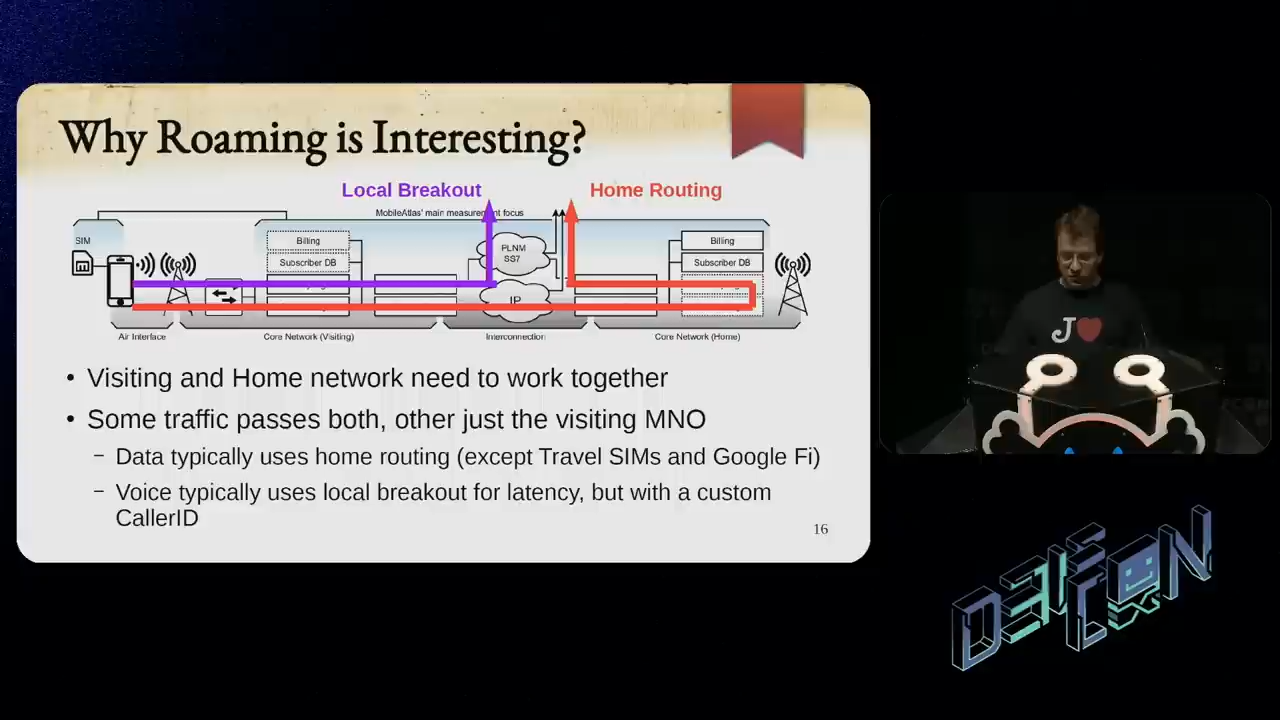 Why Roaming is Interesting?
Local Breakout
Home Routing
MobileAtlas' main measurement focus
SIM
Billing
Subscriber DB
PLNM
SS7
IP
Billing
Subscriber DB
Air Interface
Core Network (Visiting)
Interconnection
Core Network (Home)
• Visiting and Home network need to work together
• Some traffic passes both, other just the visiting MNO
– Data typically uses home routing (except Travel SIMs and Google Fi)
– Voice typically uses local breakout for latency, but with a custom
CallerID
16
J
DEF
CON